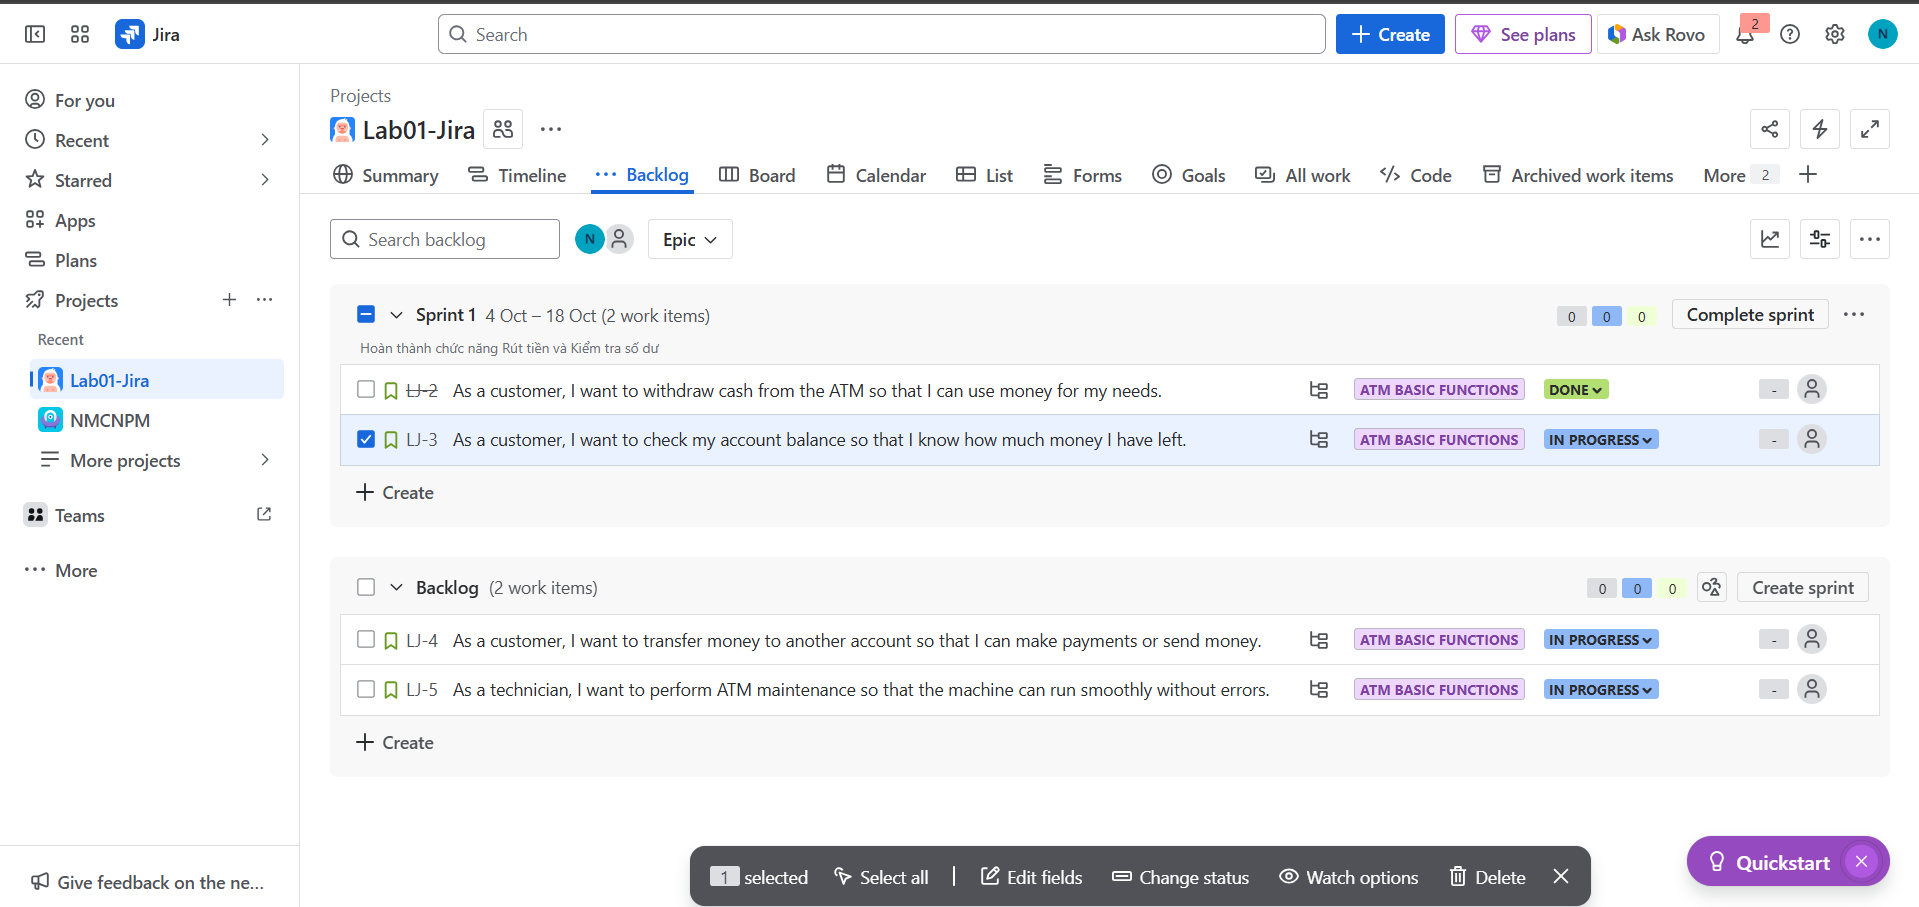 Jira
Search
Create
See plans
Ask Rovo
2
N
For you
Recent
Starred
Apps
Plans
Projects
Recent
Lab01-Jira
NMCNPM
More projects
Teams
More
Give feedback on the ne...
Projects
Lab01-Jira
Summary Timeline Backlog Board Calendar List Forms Goals All work Code Archived work items More 2
Search backlog
N
Epic
Sprint 1 4 Oct – 18 Oct (2 work items) 0 0 0 Complete sprint
Hoàn thành chức năng Rút tiền và Kiểm tra số dư
LJ-2 As a customer, I want to withdraw cash from the ATM so that I can use money for my needs. ATM BASIC FUNCTIONS DONE -
LJ-3 As a customer, I want to check my account balance so that I know how much money I have left. ATM BASIC FUNCTIONS IN PROGRESS -
Create
Backlog (2 work items) 0 0 0 Create sprint
LJ-4 As a customer, I want to transfer money to another account so that I can make payments or send money. ATM BASIC FUNCTIONS IN PROGRESS -
LJ-5 As a technician, I want to perform ATM maintenance so that the machine can run smoothly without errors. ATM BASIC FUNCTIONS IN PROGRESS -
Create
1 selected Select all Edit fields Change status Watch options Delete
Quickstart